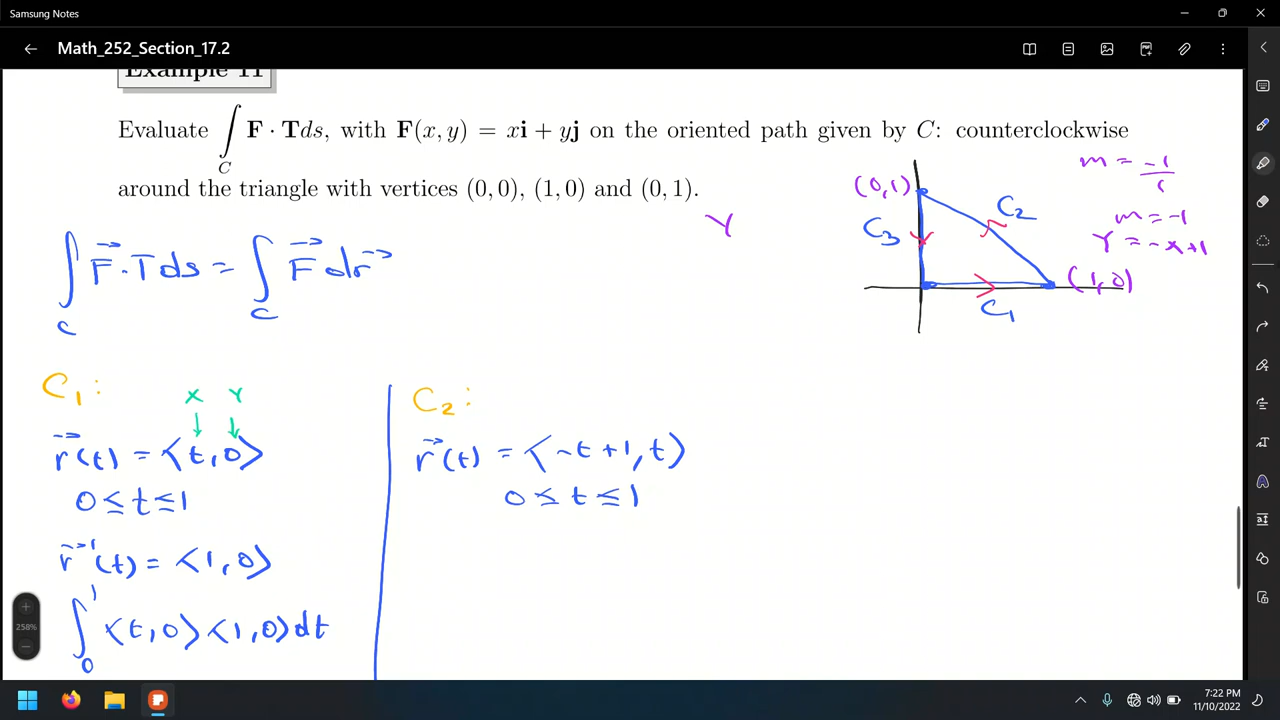 Samsung Notes
Math_252_Section_17.2
Example 11
Evaluate ∫_C F · Tds, with F(x, y) = xi + yj on the oriented path given by C: counterclockwise
around the triangle with vertices (0, 0), (1, 0) and (0, 1).
m = -1/1
(0,1)
C2
m = -1
Y
C3
Y = -x+1
∫_C F⃗·T ds = ∫_C F⃗ dr⃗
(1,0)
C1
C1:
X Y
↓ ↓
r⃗(t) = <t, 0>
0 ≤ t ≤ 1
r⃗'(t) = <1, 0>
∫_0^1 <t, 0> <1, 0> dt
C2:
r⃗(t) = <-t+1, t>
0 ≤ t ≤ 1
258%
7:22 PM
11/10/2022